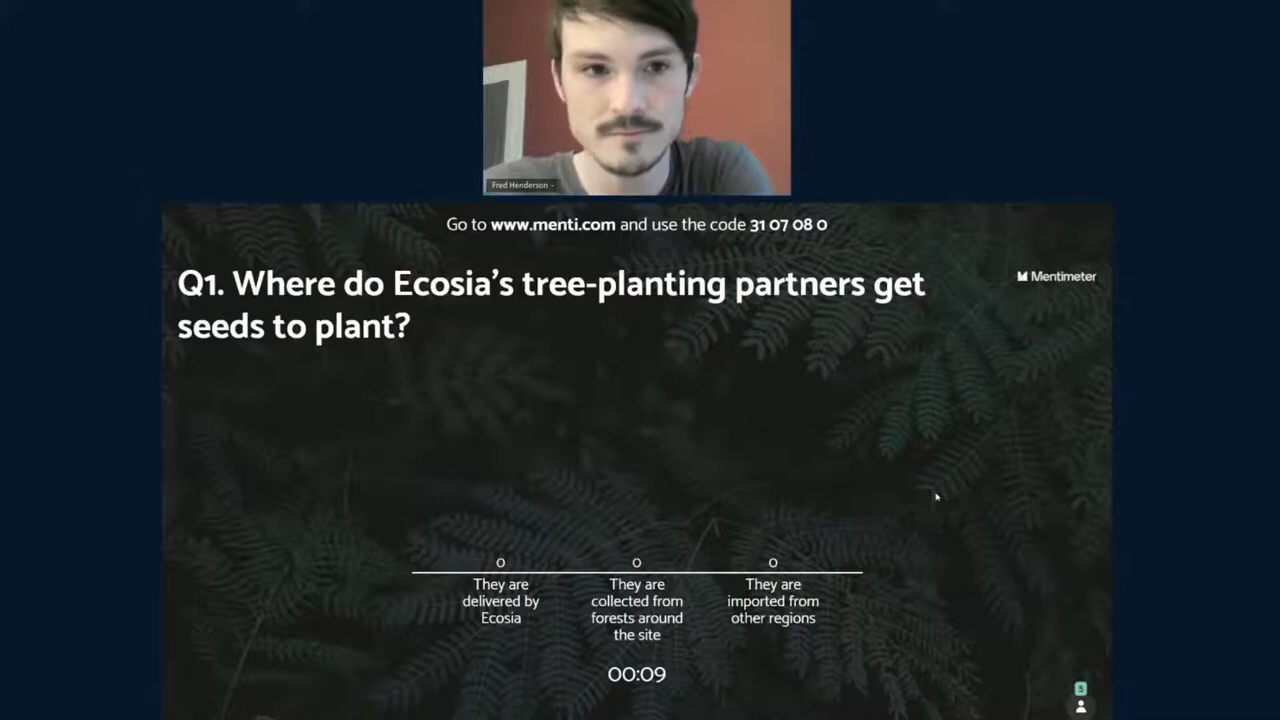 Fred Henderson
Go to www.menti.com and use the code 31 07 08 0
Q1. Where do Ecosia's tree-planting partners get
seeds to plant?
Mentimeter
0
They are
delivered by
Ecosia
0
They are
collected from
forests around
the site
0
They are
imported from
other regions
00:09
5